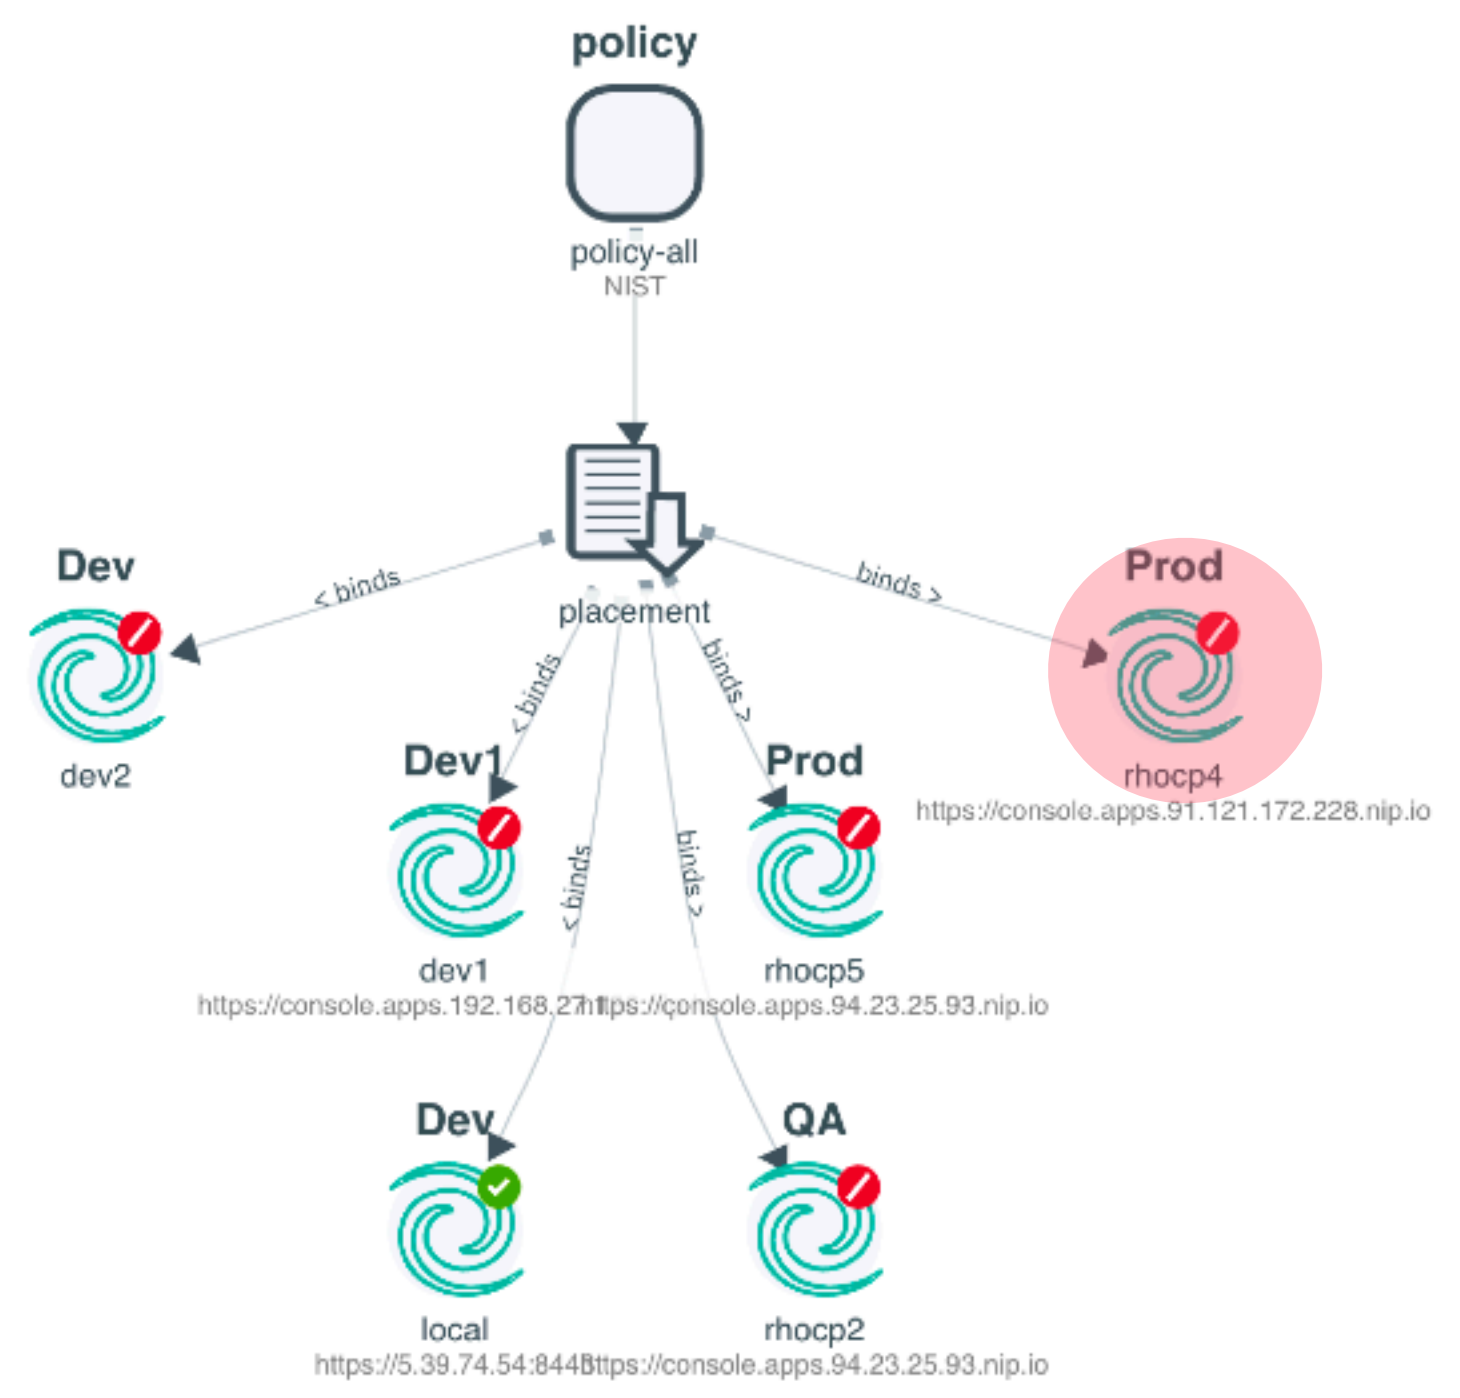 policy
policy-all
NIST
placement
< binds
binds >
< binds
binds >
< binds
binds >
Dev
dev2
Prod
rhocp4
https://console.apps.91.121.172.228.nip.io
Dev1
dev1
https://console.apps.192.168.27
Prod
rhocp5
https://console.apps.94.23.25.93.nip.io
Dev
local
https://5.39.74.54:844
QA
rhocp2
https://console.apps.94.23.25.93.nip.io